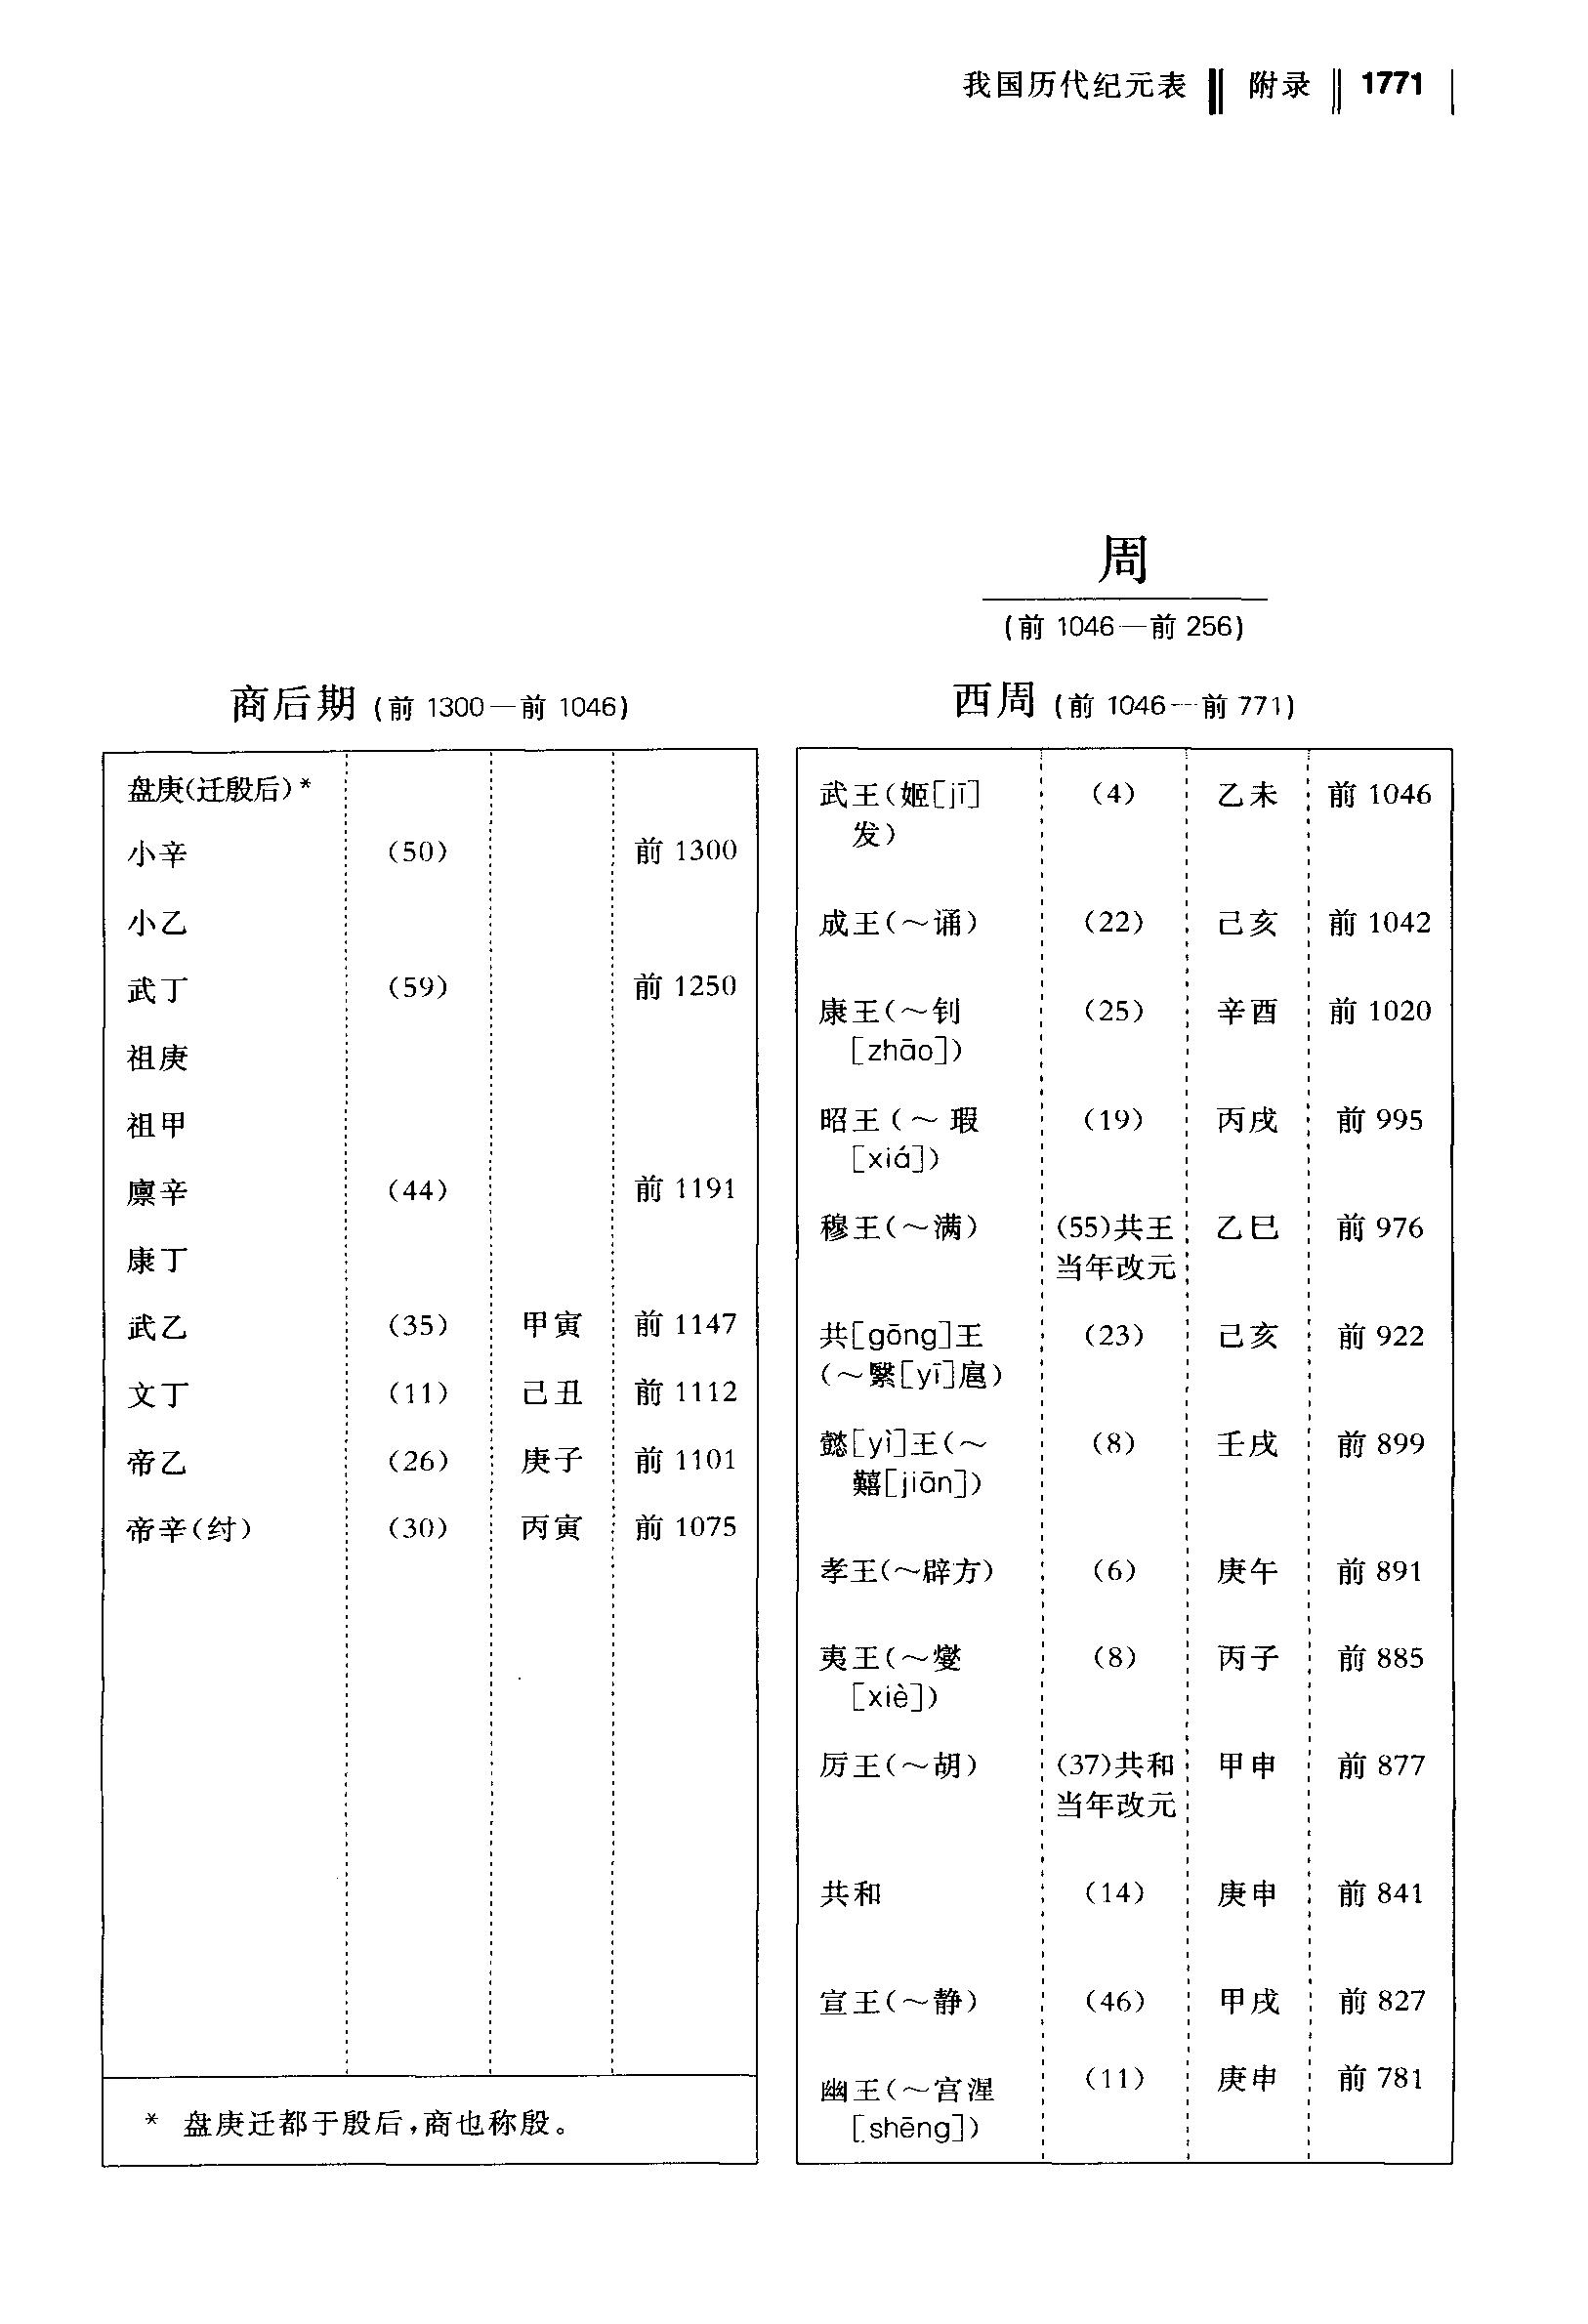 我国历代纪元表 附录 1771
商后期 (前 1300—前 1046)
盘庚(迁殷后)*
小辛 (50) 前 1300
小乙
武丁 (59) 前 1250
祖庚
祖甲
廪辛 (44) 前 1191
康丁
武乙 (35) 甲寅 前 1147
文丁 (11) 己丑 前 1112
帝乙 (26) 庚子 前 1101
帝辛(纣) (30) 丙寅 前 1075
* 盘庚迁都于殷后,商也称殷。
周
(前 1046—前 256)
西周 (前 1046—前 771)
武王(姬[jī] (4) 乙未 前 1046
发)
成王(～诵) (22) 己亥 前 1042
康王(～钊 (25) 辛酉 前 1020
[zhāo])
昭王(～瑕 (19) 丙戌 前 995
[xiá])
穆王(～满) (55)共王 乙巳 前 976
当年改元
共[gōng]王 (23) 己亥 前 922
(～繄[yī]扈)
懿[yì]王(～ (8) 壬戌 前 899
囏[jiān])
孝王(～辟方) (6) 庚午 前 891
夷王(～燮 (8) 丙子 前 885
[xiè])
厉王(～胡) (37)共和 甲申 前 877
当年改元
共和 (14) 庚申 前 841
宣王(～静) (46) 甲戌 前 827
幽王(～宫湦 (11) 庚申 前 781
[shēng])